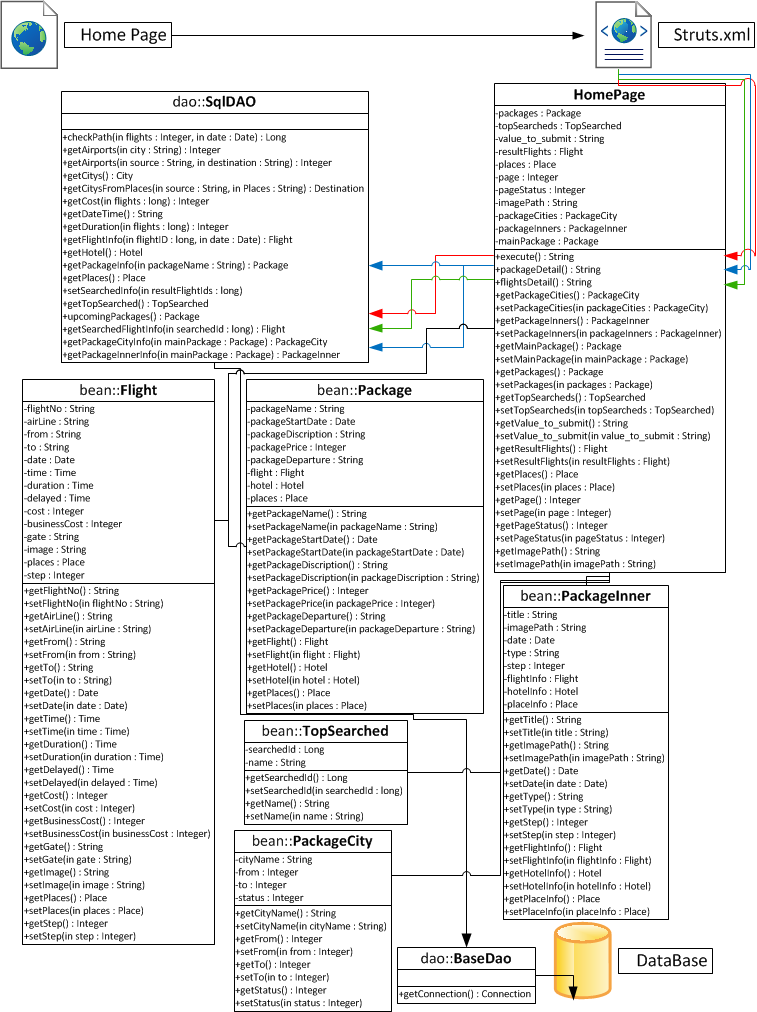 Home Page
Struts.xml
dao::SqlDAO
+checkPath(in flights : Integer, in date : Date) : Long
+getAirports(in city : String) : Integer
+getAirports(in source : String, in destination : String) : Integer
+getCitys() : City
+getCitysFromPlaces(in source : String, in Places : String) : Destination
+getCost(in flights : long) : Integer
+getDateTime() : String
+getDuration(in flights : long) : Integer
+getFlightInfo(in flightID : long, in date : Date) : Flight
+getHotel() : Hotel
+getPackageInfo(in packageName : String) : Package
+getPlaces() : Place
+setSearchedInfo(in resultFlightIds : long)
+getTopSearched() : TopSearched
+upcomingPackages() : Package
+getSearchedFlightInfo(in searchedId : long) : Flight
+getPackageCityInfo(in mainPackage : Package) : PackageCity
+getPackageInnerInfo(in mainPackage : Package) : PackageInner
HomePage
-packages : Package
-topSearcheds : TopSearched
-value_to_submit : String
-resultFlights : Flight
-places : Place
-page : Integer
-pageStatus : Integer
-imagePath : String
-packageCities : PackageCity
-packageInners : PackageInner
-mainPackage : Package
+execute() : String
+packageDetail() : String
+flightsDetail() : String
+getPackageCities() : PackageCity
+setPackageCities(in packageCities : PackageCity)
+getPackageInners() : PackageInner
+setPackageInners(in packageInners : PackageInner)
+getMainPackage() : Package
+setMainPackage(in mainPackage : Package)
+getPackages() : Package
+setPackages(in packages : Package)
+getTopSearcheds() : TopSearched
+setTopSearcheds(in topSearcheds : TopSearched)
+getValue_to_submit() : String
+setValue_to_submit(in value_to_submit : String)
+getResultFlights() : Flight
+setResultFlights(in resultFlights : Flight)
+getPlaces() : Place
+setPlaces(in places : Place)
+getPage() : Integer
+setPage(in page : Integer)
+getPageStatus() : Integer
+setPageStatus(in pageStatus : Integer)
+getImagePath() : String
+setImagePath(in imagePath : String)
bean::Flight
-flightNo : String
-airLine : String
-from : String
-to : String
-date : Date
-time : Time
-duration : Time
-delayed : Time
-cost : Integer
-businessCost : Integer
-gate : String
-image : String
-places : Place
-step : Integer
+getFlightNo() : String
+setFlightNo(in flightNo : String)
+getAirLine() : String
+setAirLine(in airLine : String)
+getFrom() : String
+setFrom(in from : String)
+getTo() : String
+setTo(in to : String)
+getDate() : Date
+setDate(in date : Date)
+getTime() : Time
+setTime(in time : Time)
+getDuration() : Time
+setDuration(in duration : Time)
+getDelayed() : Time
+setDelayed(in delayed : Time)
+getCost() : Integer
+setCost(in cost : Integer)
+getBusinessCost() : Integer
+setBusinessCost(in businessCost : Integer)
+getGate() : String
+setGate(in gate : String)
+getImage() : String
+setImage(in image : String)
+getPlaces() : Place
+setPlaces(in places : Place)
+getStep() : Integer
+setStep(in step : Integer)
bean::Package
-packageName : String
-packageStartDate : Date
-packageDiscription : String
-packagePrice : Integer
-packageDeparture : String
-flight : Flight
-hotel : Hotel
-places : Place
+getPackageName() : String
+setPackageName(in packageName : String)
+getPackageStartDate() : Date
+setPackageStartDate(in packageStartDate : Date)
+getPackageDiscription() : String
+setPackageDiscription(in packageDiscription : String)
+getPackagePrice() : Integer
+setPackagePrice(in packagePrice : Integer)
+getPackageDeparture() : String
+setPackageDeparture(in packageDeparture : String)
+getFlight() : Flight
+setFlight(in flight : Flight)
+getHotel() : Hotel
+setHotel(in hotel : Hotel)
+getPlaces() : Place
+setPlaces(in places : Place)
bean::PackageInner
-title : String
-imagePath : String
-date : Date
-type : String
-step : Integer
-flightInfo : Flight
-hotelInfo : Hotel
-placeInfo : Place
+getTitle() : String
+setTitle(in title : String)
+getImagePath() : String
+setImagePath(in imagePath : String)
+getDate() : Date
+setDate(in date : Date)
+getType() : String
+setType(in type : String)
+getStep() : Integer
+setStep(in step : Integer)
+getFlightInfo() : Flight
+setFlightInfo(in flightInfo : Flight)
+getHotelInfo() : Hotel
+setHotelInfo(in hotelInfo : Hotel)
+getPlaceInfo() : Place
+setPlaceInfo(in placeInfo : Place)
bean::TopSearched
-searchedId : Long
-name : String
+getSearchedId() : Long
+setSearchedId(in searchedId : long)
+getName() : String
+setName(in name : String)
bean::PackageCity
-cityName : String
-from : Integer
-to : Integer
-status : Integer
+getCityName() : String
+setCityName(in cityName : String)
+getFrom() : Integer
+setFrom(in from : Integer)
+getTo() : Integer
+setTo(in to : Integer)
+getStatus() : Integer
+setStatus(in status : Integer)
dao::BaseDao
+getConnection() : Connection
DataBase